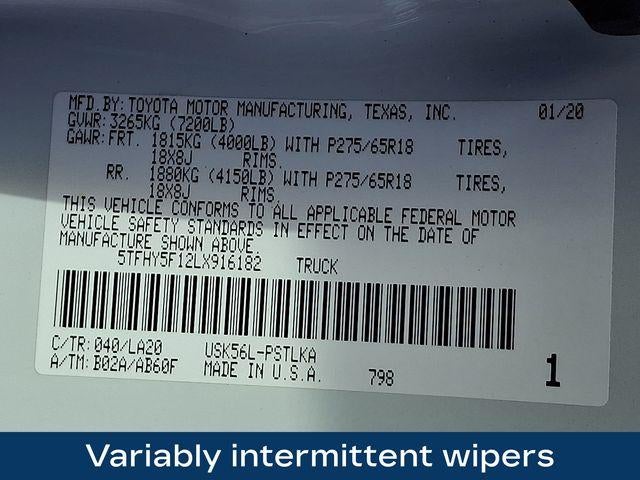 MFD.BY: TOYOTA MOTOR MANUFACTURING, TEXAS, INC. 01/20
GVWR: 3265KG (7200LB)
GAWR: FRT. 1815KG (4000LB) WITH P275/65R18 TIRES,
18X8J RIMS.
RR. 1880KG (4150LB) WITH P275/65R18 TIRES,
18X8J RIMS.
THIS VEHICLE CONFORMS TO ALL APPLICABLE FEDERAL MOTOR
VEHICLE SAFETY STANDARDS IN EFFECT ON THE DATE OF
MANUFACTURE SHOWN ABOVE
5TFHY5F12LX916182 TRUCK
C/TR: 040/LA20 USK56L-PSTLKA
A/TM: B02A/AB60F MADE IN U.S.A. 798 1
Variably intermittent wipers